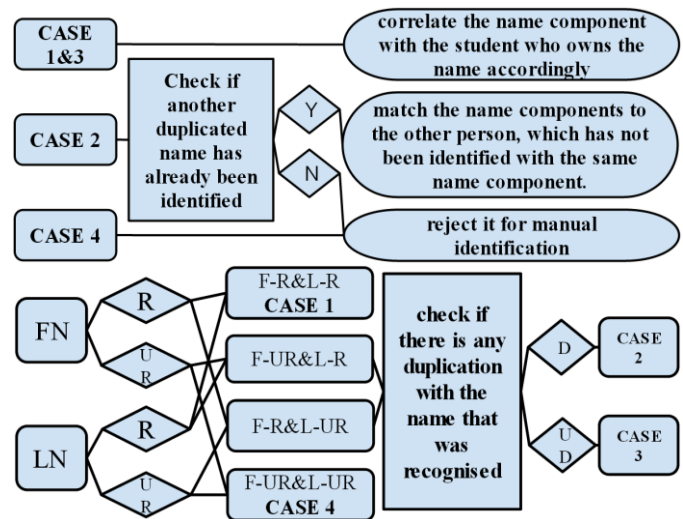 CASE
1&3
correlate the name component
with the student who owns the
name accordingly
CASE 2
Check if
another
duplicated
name has
already been
identified
Y
N
match the name components to
the other person, which has not
been identified with the same
name component.
CASE 4
reject it for manual
identification
FN
R
U
R
LN
R
U
R
F-R&L-R
CASE 1
F-UR&L-R
F-R&L-UR
F-UR&L-UR
CASE 4
check if
there is any
duplication
with the
name that
was
recognised
D
CASE
2
U
D
CASE
3